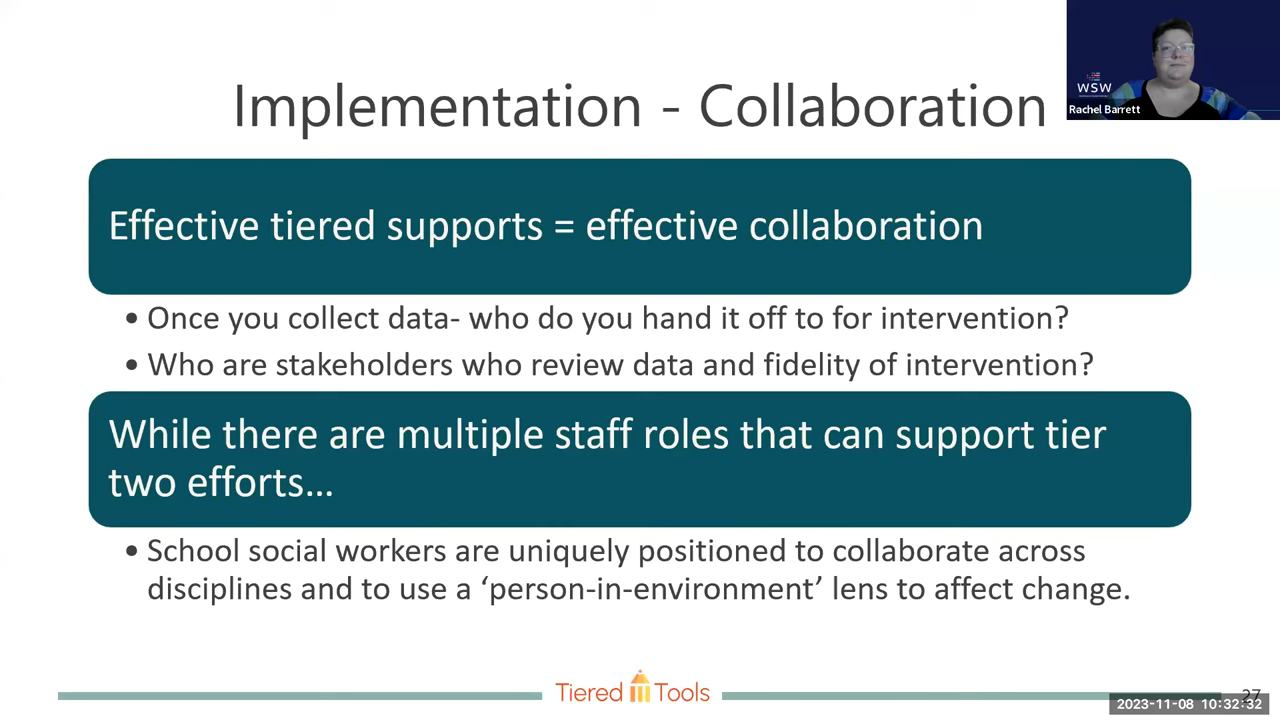 WSW
Rachel Barrett
Implementation - Collaboration
Effective tiered supports = effective collaboration
• Once you collect data- who do you hand it off to for intervention?
• Who are stakeholders who review data and fidelity of intervention?
While there are multiple staff roles that can support tier
two efforts…
• School social workers are uniquely positioned to collaborate across
disciplines and to use a ‘person-in-environment’ lens to affect change.
Tiered Tools
27
2023-11-08 10:32:32